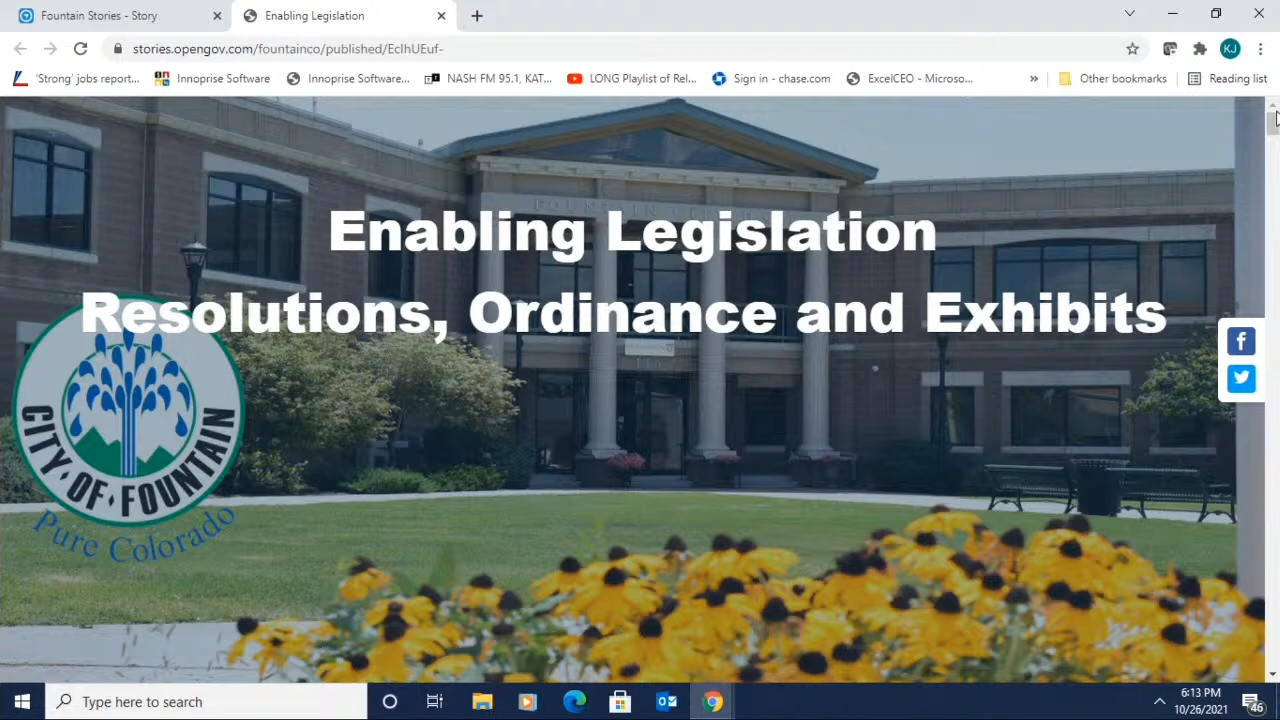 Fountain Stories - Story
Enabling Legislation
stories.opengov.com/fountainco/published/EclhUEuf-
KJ
'Strong' jobs report...
Innoprise Software
Innoprise Software...
NASH FM 95.1, KAT...
LONG Playlist of Rel...
Sign in - chase.com
ExcelCEO - Microso...
»
Other bookmarks
Reading list
Enabling Legislation
Resolutions, Ordinance and Exhibits
CITY OF FOUNTAIN
Pure Colorado
116
Type here to search
6:13 PM
10/26/2021
46